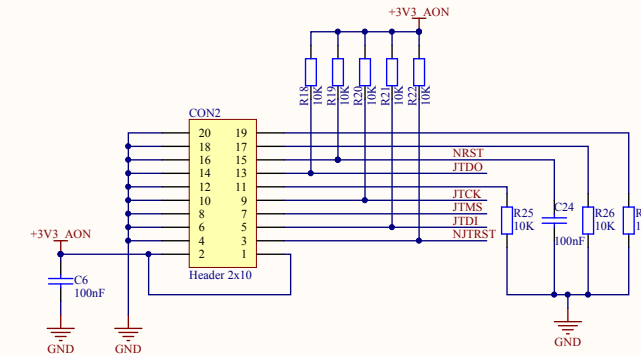 +3V3_AON
R18
10K
R19
10K
R20
10K
R21
10K
R22
10K
CON2
20 19
18 17
16 15
14 13
12 11
10 9
8 7
6 5
4 3
2 1
Header 2x10
NRST
JTDO
JTCK
JTMS
JTDI
NJTRST
R25
10K
C24
100nF
R26
10K
R
1
+3V3_AON
C6
100nF
GND
GND
GND